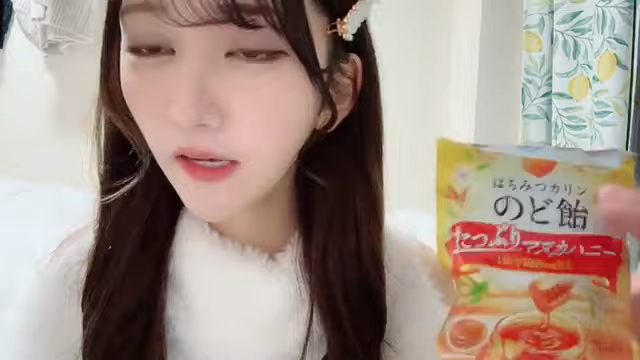 はちみつカリン
のど飴
たっぷりマヌカハニー